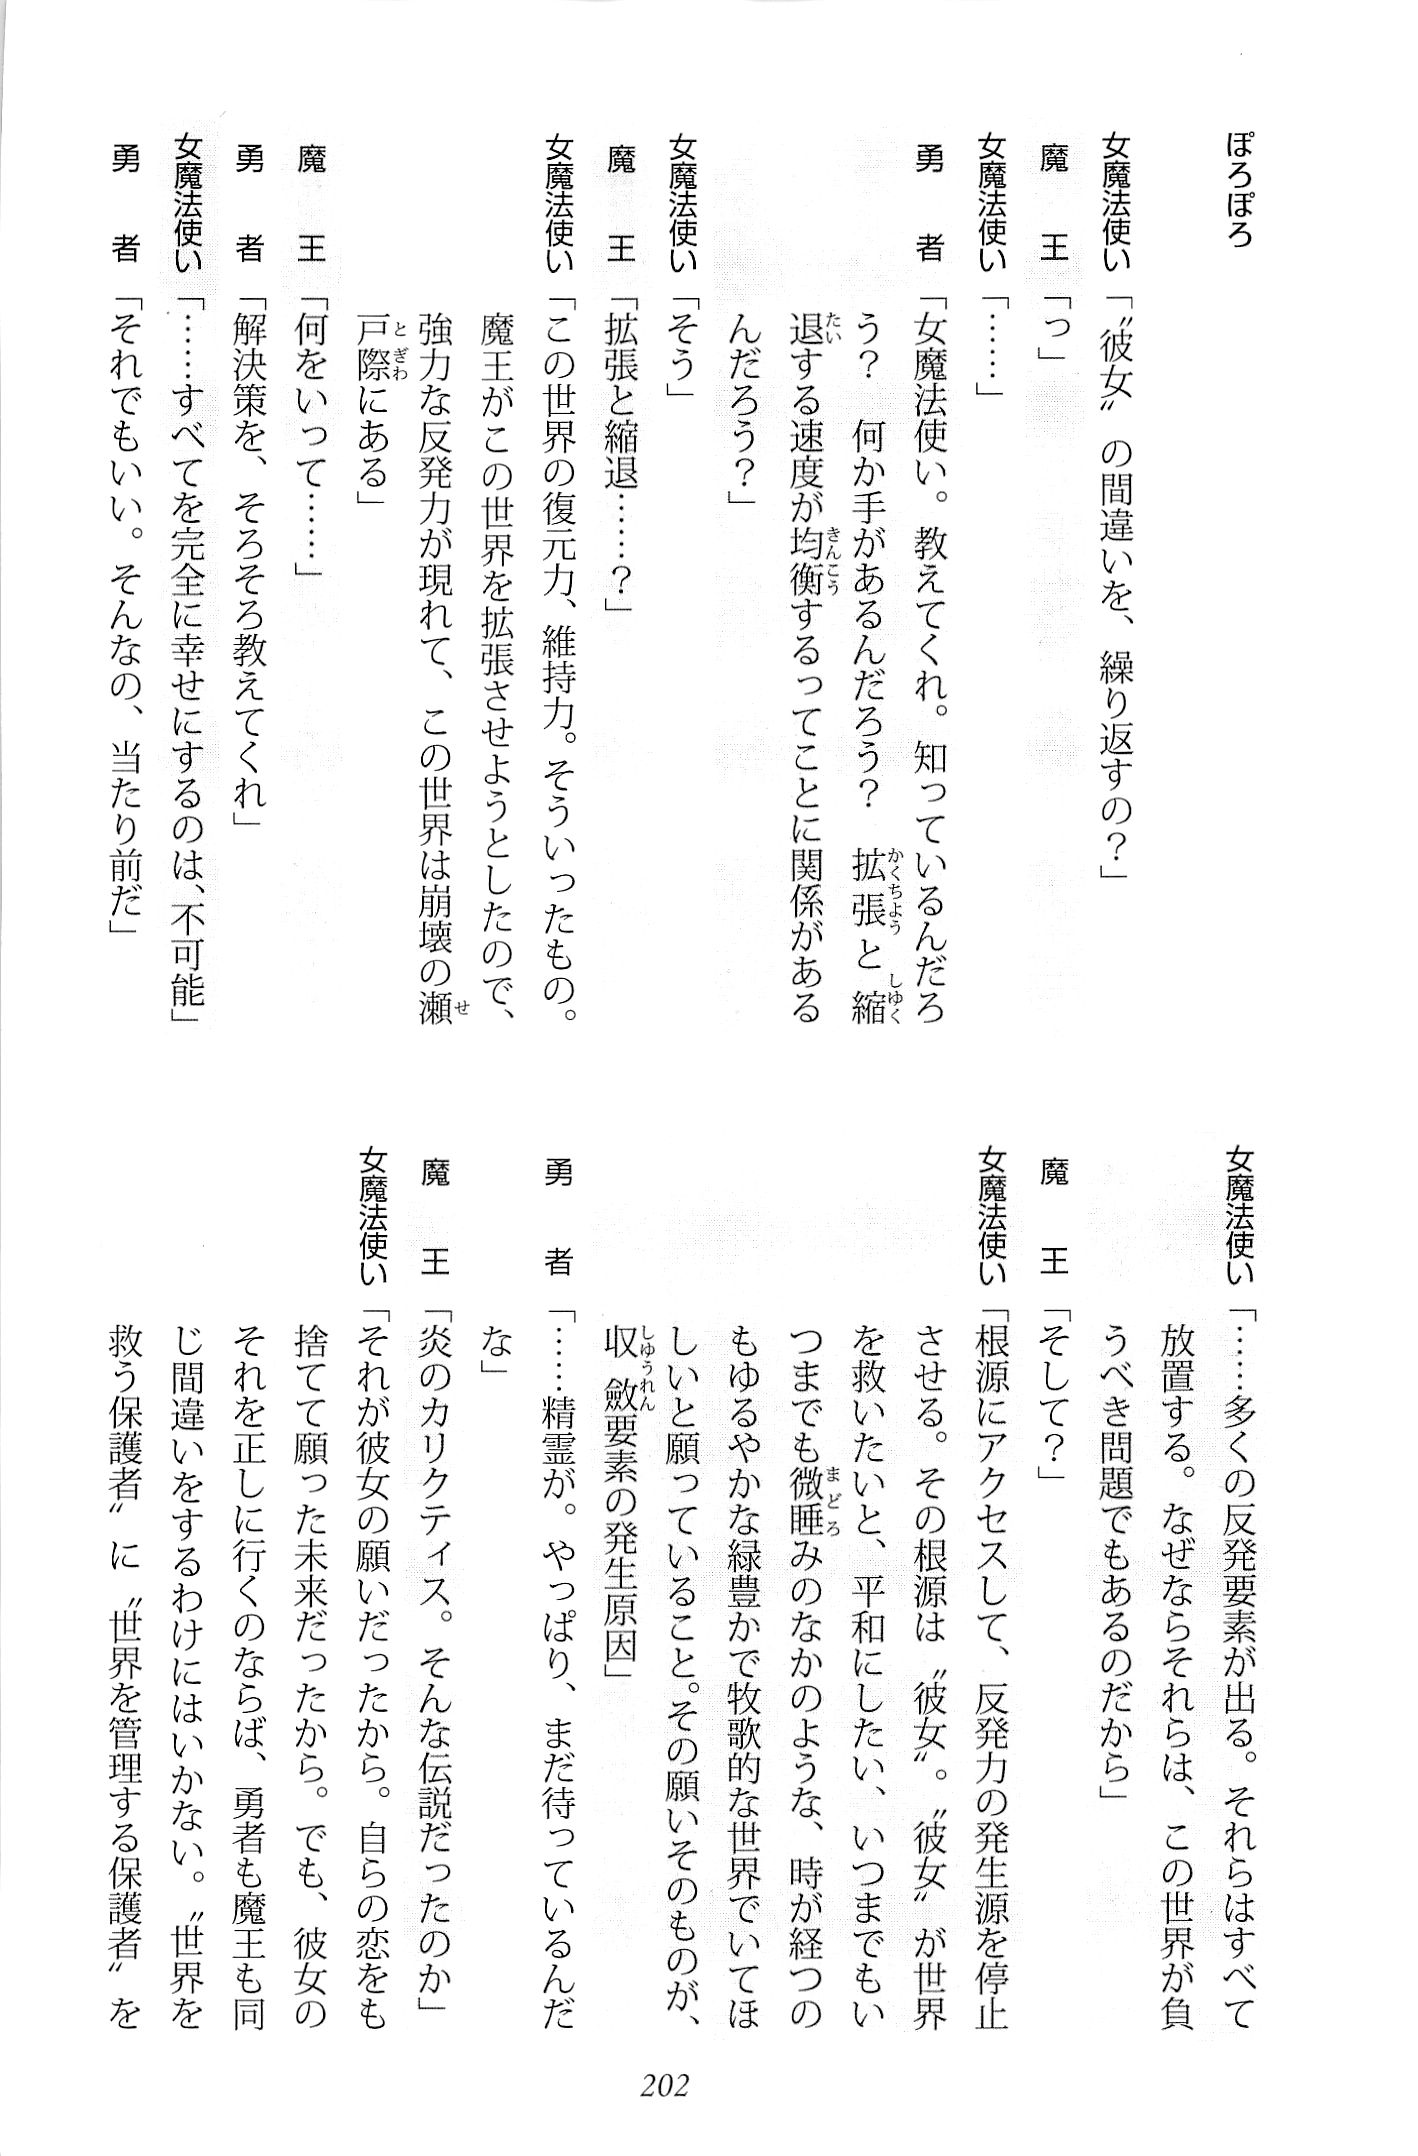 ぽろぽろ
女魔法使い「〝彼女〟の間違いを、繰り返すの？」
魔　王「っ」
女魔法使い「……」
勇　者「女魔法使い。教えてくれ。知っているんだろ
う？　何か手があるんだろう？　拡張と縮
退する速度が均衡するってことに関係がある
んだろう？」
女魔法使い「そう」
魔　王「拡張と縮退……？」
女魔法使い「この世界の復元力、維持力。そういったもの。
魔王がこの世界を拡張させようとしたので、
強力な反発力が現れて、この世界は崩壊の瀬
戸際にある」
魔　王「何をいって……」
勇　者「解決策を、そろそろ教えてくれ」
女魔法使い「……すべてを完全に幸せにするのは、不可能」
勇　者「それでもいい。そんなの、当たり前だ」
女魔法使い「……多くの反発要素が出る。それらはすべて
放置する。なぜならそれらは、この世界が負
うべき問題でもあるのだから」
魔　王「そして？」
女魔法使い「根源にアクセスして、反発力の発生源を停止
させる。その根源は〝彼女〟。〝彼女〟が世界
を救いたいと、平和にしたい、いつまでもい
つまでも微睡みのなかのような、時が経つの
もゆるやかな緑豊かで牧歌的な世界でいてほ
しいと願っていること。その願いそのものが、
収斂要素の発生原因」
勇　者「……精霊が。やっぱり、まだ待っているんだ
な」
魔　王「炎のカリクティス。そんな伝説だったのか」
女魔法使い「それが彼女の願いだったから。自らの恋をも
捨てて願った未来だったから。でも、彼女の
それを正しに行くのならば、勇者も魔王も同
じ間違いをするわけにはいかない。〝世界を
救う保護者〟に〝世界を管理する保護者〟を
202